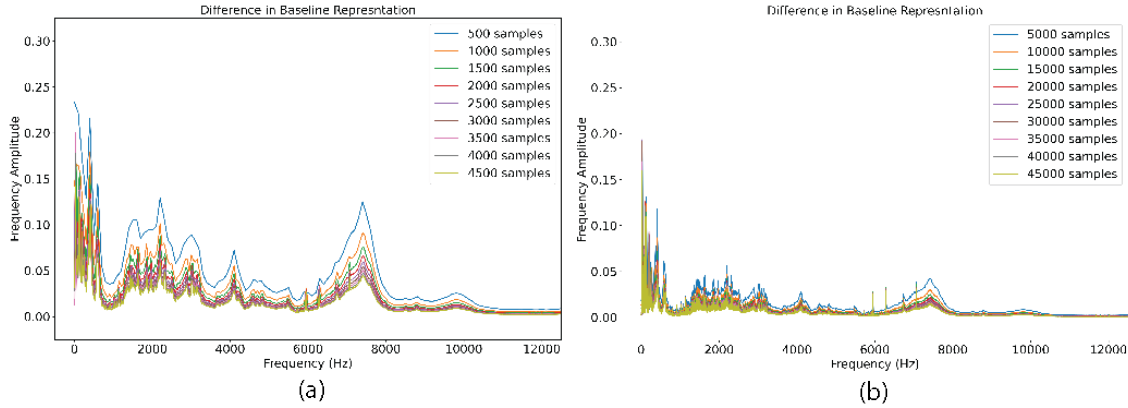 Difference in Baseline Represntation
0.30
0.25
0.20
0.15
0.10
0.05
0.00
Frequency Amplitude
500 samples
1000 samples
1500 samples
2000 samples
2500 samples
3000 samples
3500 samples
4000 samples
4500 samples
0 2000 4000 6000 8000 10000 12000
Frequency (Hz)
(a)
Difference in Baseline Represntation
0.30
0.25
0.20
0.15
0.10
0.05
0.00
Frequency Amplitude
5000 samples
10000 samples
15000 samples
20000 samples
25000 samples
30000 samples
35000 samples
40000 samples
45000 samples
0 2000 4000 6000 8000 10000 12000
Frequency (Hz)
(b)